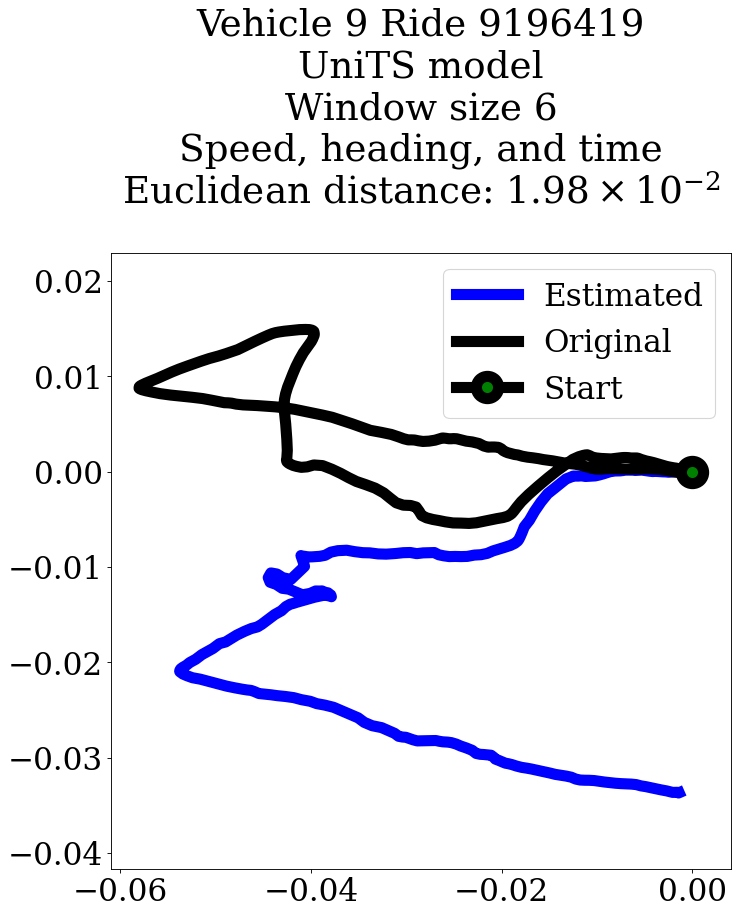 Vehicle 9 Ride 9196419
UniTS model
Window size 6
Speed, heading, and time
Euclidean distance: 1.98 × 10⁻²
Estimated
Original
Start
0.02
0.01
0.00
−0.01
−0.02
−0.03
−0.04
−0.06 −0.04 −0.02 0.00